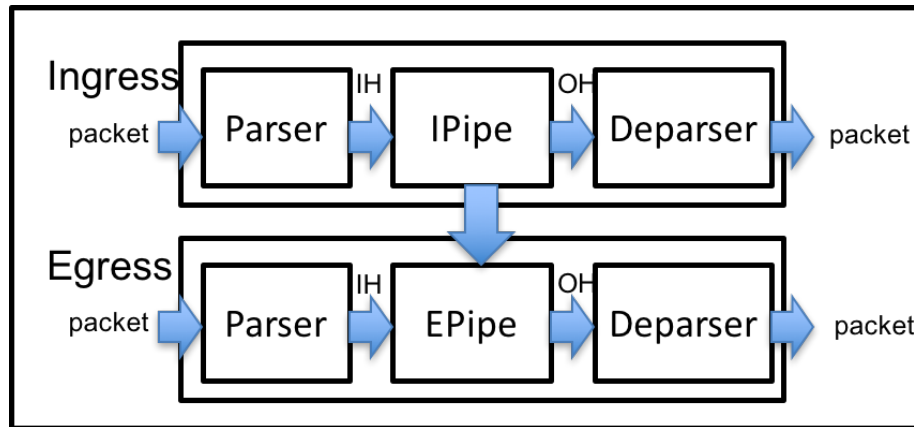 Ingress
packet
Parser
IH
IPipe
OH
Deparser
packet
Egress
packet
Parser
IH
EPipe
OH
Deparser
packet